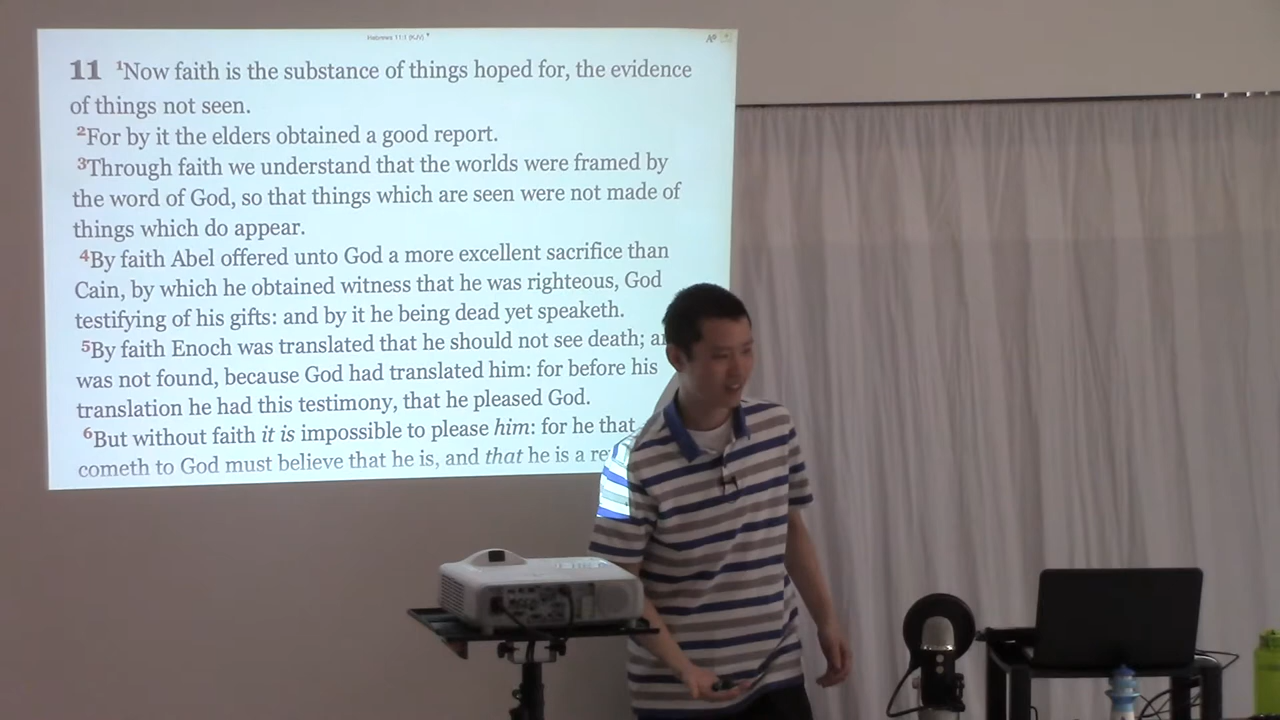 Hebrews 11:1 (KJV)
11 1Now faith is the substance of things hoped for, the evidence
of things not seen.
2For by it the elders obtained a good report.
3Through faith we understand that the worlds were framed by
the word of God, so that things which are seen were not made of
things which do appear.
4By faith Abel offered unto God a more excellent sacrifice than
Cain, by which he obtained witness that he was righteous, God
testifying of his gifts: and by it he being dead yet speaketh.
5By faith Enoch was translated that he should not see death;
was not found, because God had translated him: for before his
translation he had this testimony, that he pleased God.
6But without faith it is impossible to please him: for he that
cometh to God must believe that he is, and that he is a